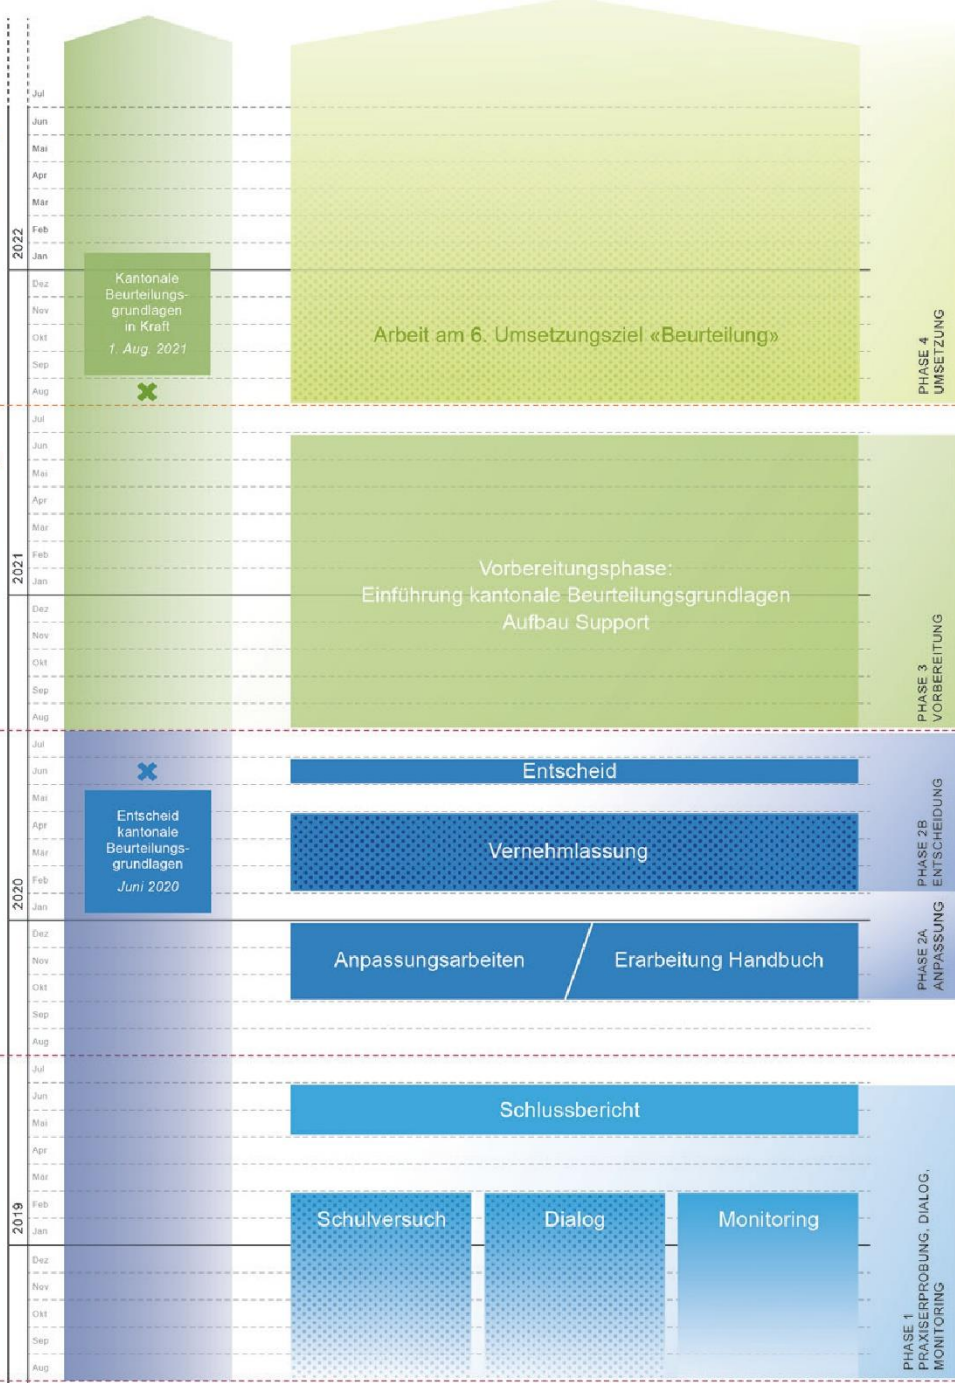 Jul
Jun
Mai
Apr
Mär
Feb
Jan
2022
Dez
Nov
Okt
Sep
Aug
Kantonale
Beurteilungs-
grundlagen
in Kraft
1. Aug. 2021
Arbeit am 6. Umsetzungsziel «Beurteilung»
PHASE 4
UMSETZUNG
Jul
Jun
Mai
Apr
Mär
Feb
Jan
2021
Dez
Nov
Okt
Sep
Aug
Vorbereitungsphase:
Einführung kantonale Beurteilungsgrundlagen
Aufbau Support
PHASE 3
VORBEREITUNG
Jul
Jun
Mai
Apr
Mär
Feb
Jan
2020
Entscheid
kantonale
Beurteilungs-
grundlagen
Juni 2020
Entscheid
Vernehmlassung
PHASE 2B
ENTSCHEIDUNG
Dez
Nov
Okt
Sep
Aug
Anpassungsarbeiten
Erarbeitung Handbuch
PHASE 2A
ANPASSUNG
Jul
Jun
Mai
Apr
Mär
Feb
Jan
2019
Dez
Nov
Okt
Sep
Aug
Schlussbericht
Schulversuch
Dialog
Monitoring
PHASE 1
PRAXISERPROBUNG, DIALOG,
MONITORING